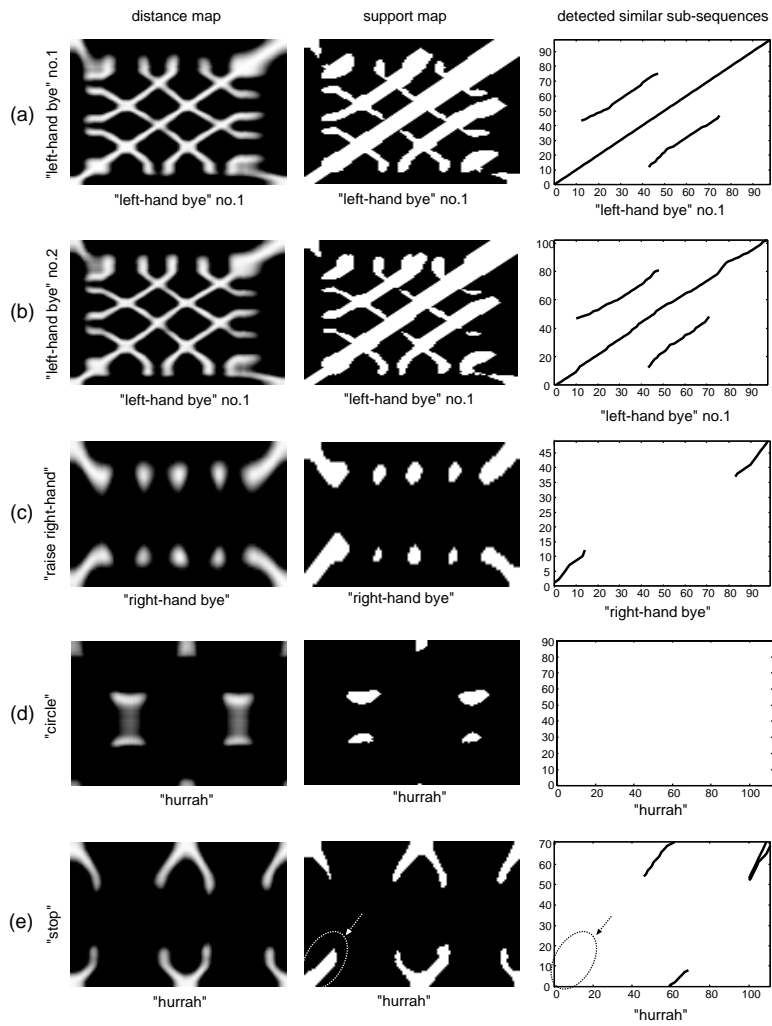 distance map support map detected similar sub-sequences
(a)
"left-hand bye" no.1
90
80
70
60
50
40
30
20
10
0
0 10 20 30 40 50 60 70 80 90
"left-hand bye" no.1 "left-hand bye" no.1 "left-hand bye" no.1
(b)
"left-hand bye" no.2
100
80
60
40
20
0
0 10 20 30 40 50 60 70 80 90
"left-hand bye" no.1 "left-hand bye" no.1 "left-hand bye" no.1
(c)
"raise right-hand"
45
40
35
30
25
20
15
10
5
0
0 10 20 30 40 50 60 70 80 90
"right-hand bye" "right-hand bye" "right-hand bye"
(d)
"circle"
90
80
70
60
50
40
30
20
10
0
0 20 40 60 80 100
"hurrah" "hurrah" "hurrah"
(e)
"stop"
70
60
50
40
30
20
10
0
0 20 40 60 80 100
"hurrah" "hurrah" "hurrah"